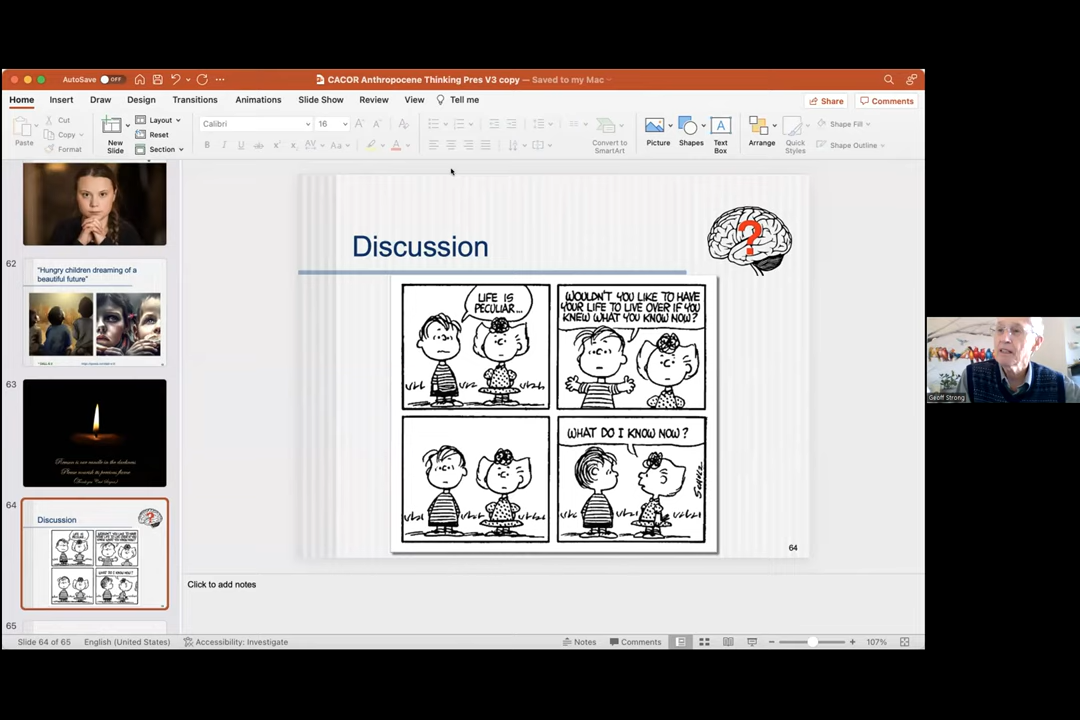 AutoSave OFF
CACOR Anthropocene Thinking Pres V3 copy — Saved to my Mac
Home Insert Draw Design Transitions Animations Slide Show Review View Tell me
Share Comments
Paste
Cut
Copy
Format
New
Slide
Layout
Reset
Section
Calibri 16
Convert to
SmartArt
Picture
Shapes
Text
Box
Arrange
Quick
Styles
Shape Fill
Shape Outline
62
"Hungry children dreaming of a
beautiful future"
63
64
Discussion
65
Discussion
?
LIFE IS
PECULIAR...
WOULDN'T YOU LIKE TO HAVE
YOUR LIFE TO LIVE OVER IF YOU
KNEW WHAT YOU KNOW NOW?
WHAT DO I KNOW NOW?
SCHULZ
64
Click to add notes
Slide 64 of 65 English (United States) Accessibility: Investigate
Notes Comments 107%
Geoff Strong